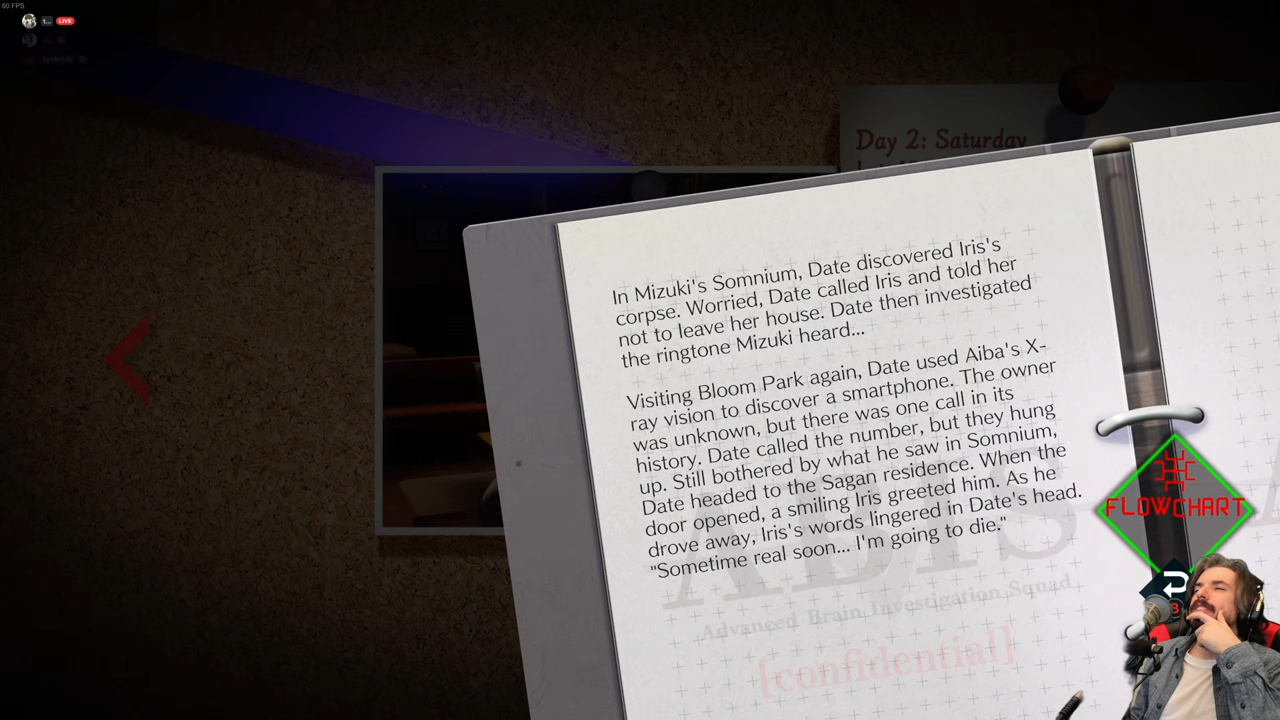 60 FPS
LIVE
Day 2: Saturday
In Mizuki's Somnium, Date discovered Iris's
corpse. Worried, Date called Iris and told her
not to leave her house. Date then investigated
the ringtone Mizuki heard...
Visiting Bloom Park again, Date used Aiba's X-
ray vision to discover a smartphone. The owner
was unknown, but there was one call in its
history. Date called the number, but they hung
up. Still bothered by what he saw in Somnium,
Date headed to the Sagan residence. When the
door opened, a smiling Iris greeted him. As he
drove away, Iris's words lingered in Date's head.
"Sometime real soon... I'm going to die."
ABIS
Advanced Brain Investigation Squad
[confidential]
FLOWCHART
B